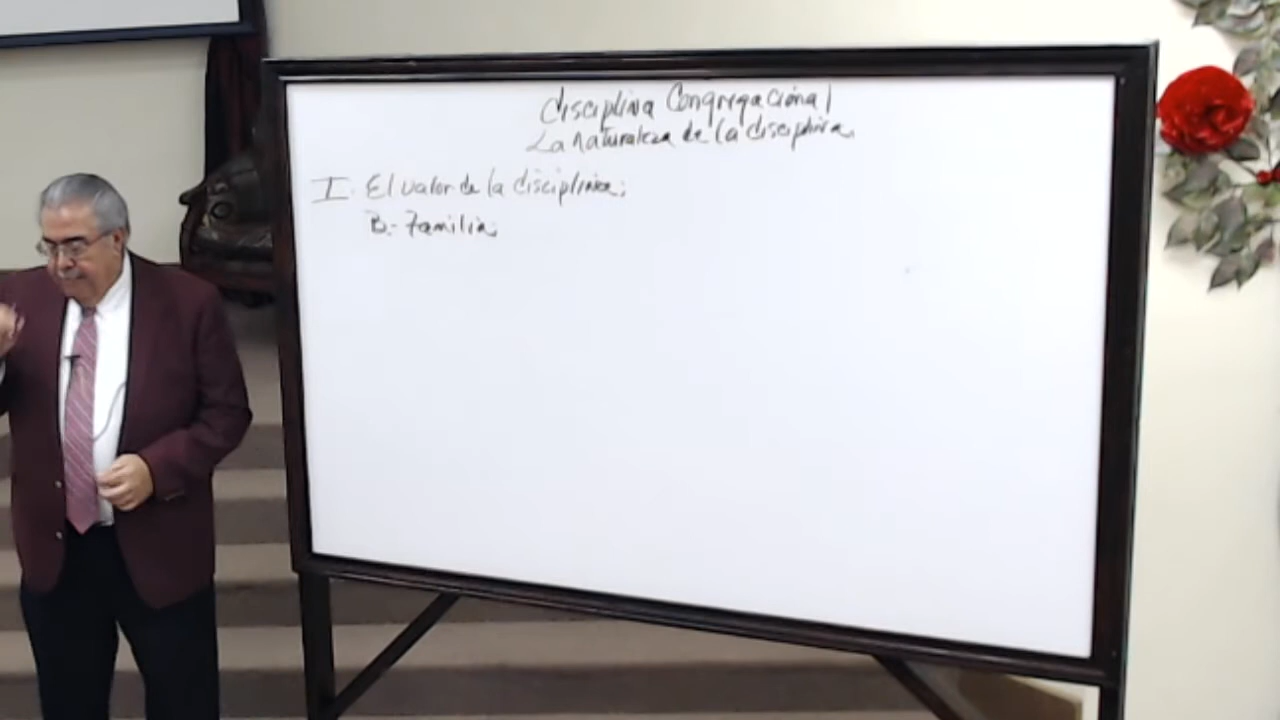 disciplina Congregacional
La naturaleza de la disciplina.
I. El valor de la disciplina:
B.- Familia.